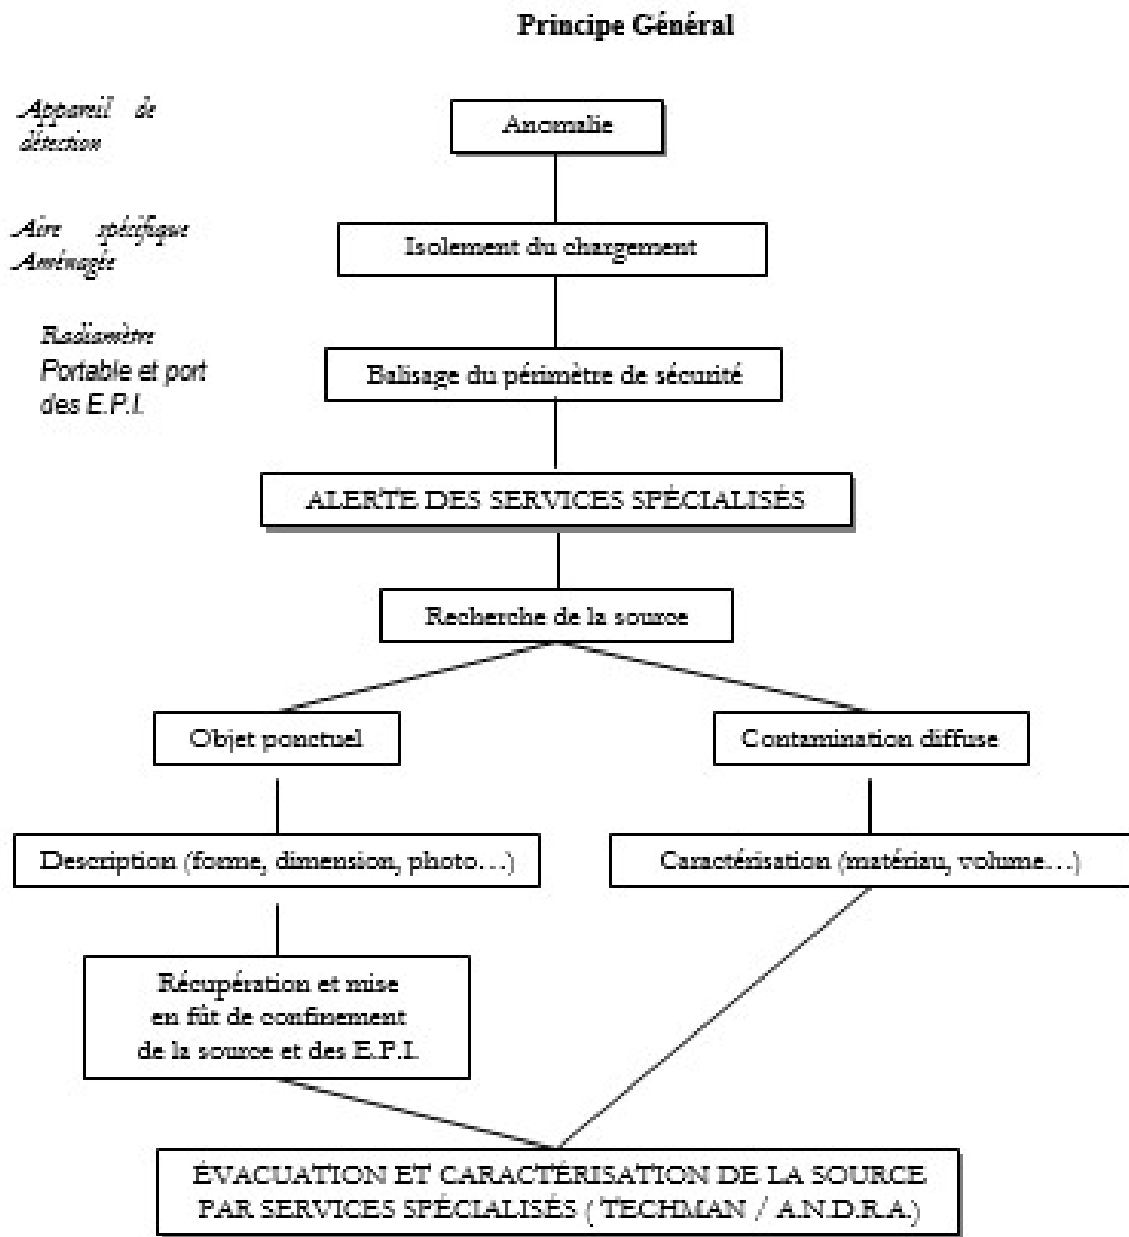 Principe Général
Appareil de
détection
Anomalie
Aire spécifique
Aménagée
Isolement du chargement
Radiamètre
Portable et port
des E.P.I.
Balisage du périmètre de sécurité
ALERTE DES SERVICES SPÉCIALISÉS
Recherche de la source
Objet ponctuel
Contamination diffuse
Description (forme, dimension, photo…)
Caractérisation (matériau, volume…)
Récupération et mise
en fût de confinement
de la source et des E.P.I.
ÉVACUATION ET CARACTÉRISATION DE LA SOURCE
PAR SERVICES SPÉCIALISÉS ( TECHMAN / A.N.D.R.A.)